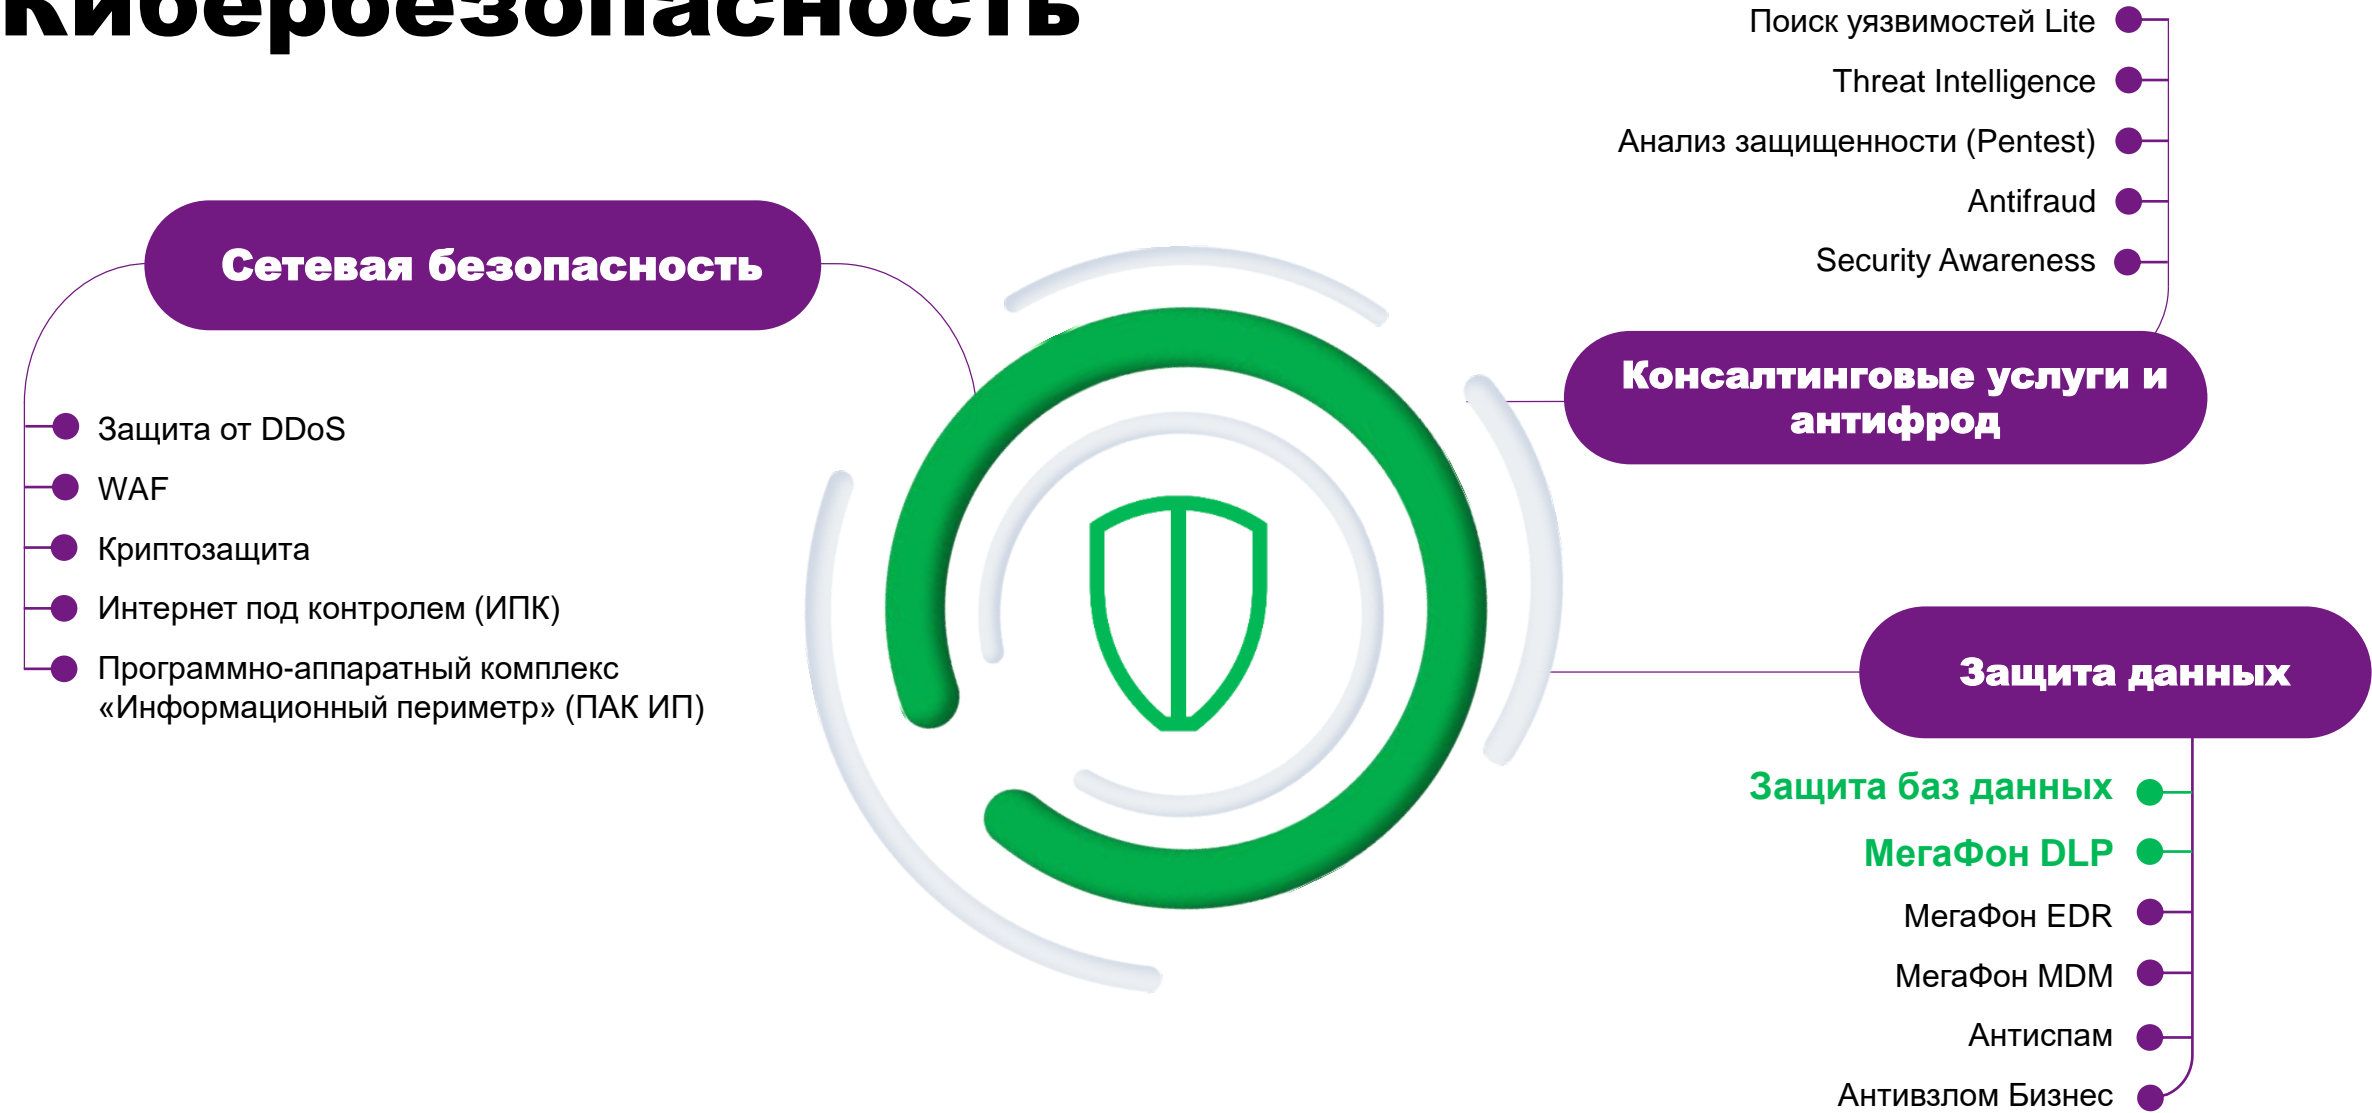 Кибербезопасность
Поиск уязвимостей Lite
Threat Intelligence
Анализ защищенности (Pentest)
Antifraud
Security Awareness
Консалтинговые услуги и
антифрод
Сетевая безопасность
Защита от DDoS
WAF
Криптозащита
Интернет под контролем (ИПК)
Программно-аппаратный комплекс
«Информационный периметр» (ПАК ИП)
Защита данных
Защита баз данных
МегаФон DLP
МегаФон EDR
МегаФон MDM
Антиспам
Антивзлом Бизнес